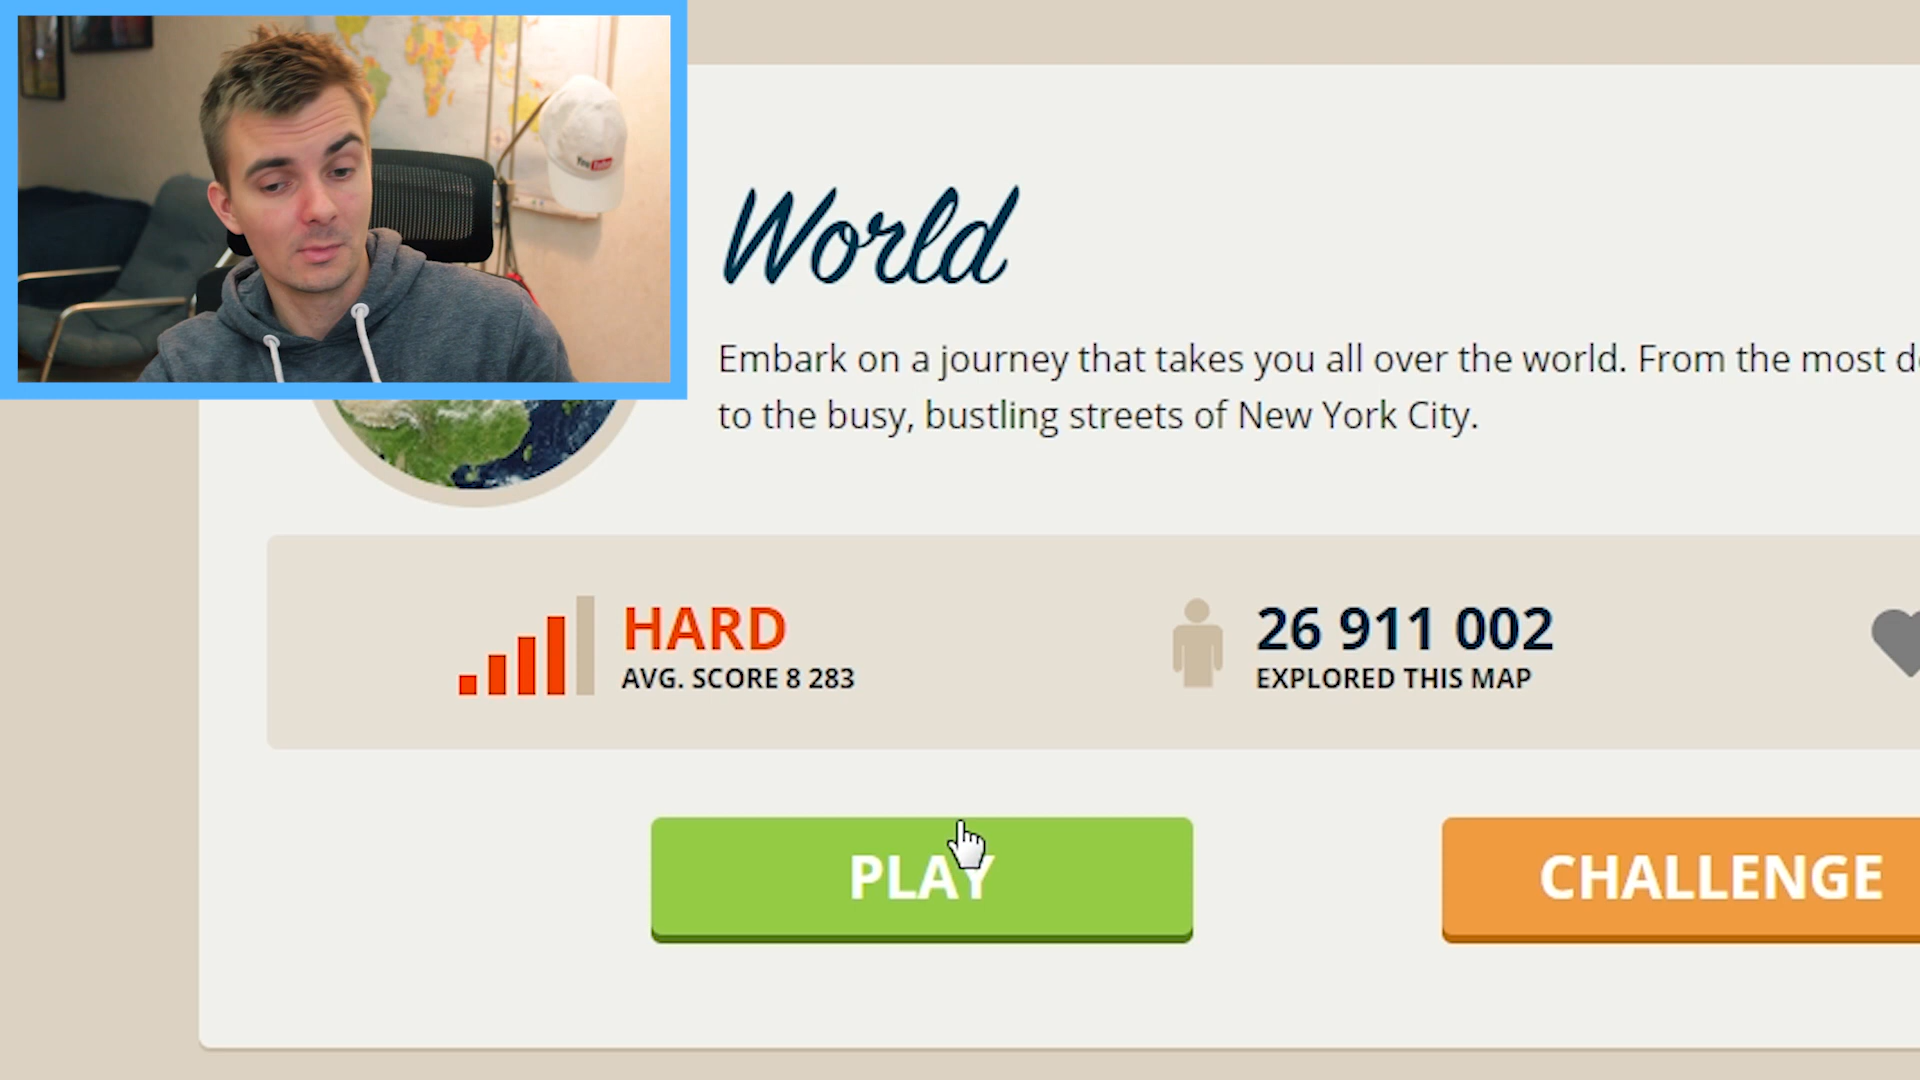 YouTube
World
Embark on a journey that takes you all over the world. From the most
to the busy, bustling streets of New York City.
HARD
AVG. SCORE 8 283
26 911 002
EXPLORED THIS MAP
PLAY
CHALLENGE